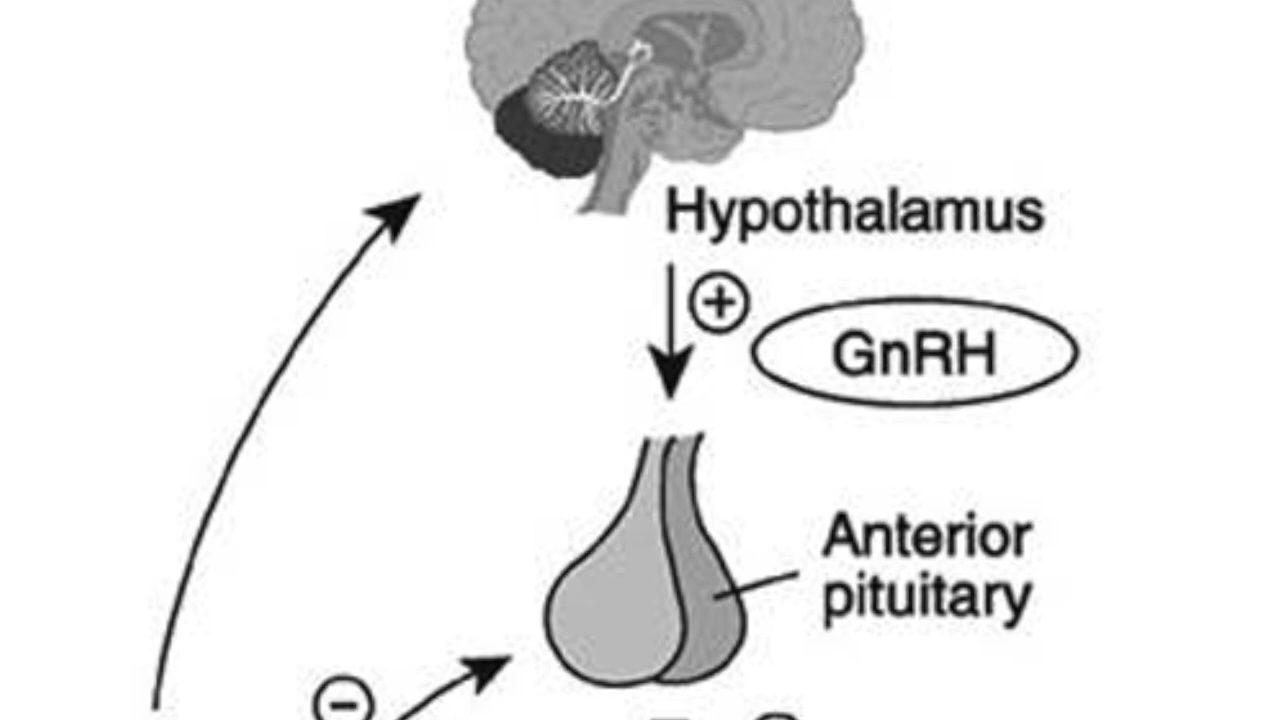 Hypothalamus
+
GnRH
Anterior
pituitary
−